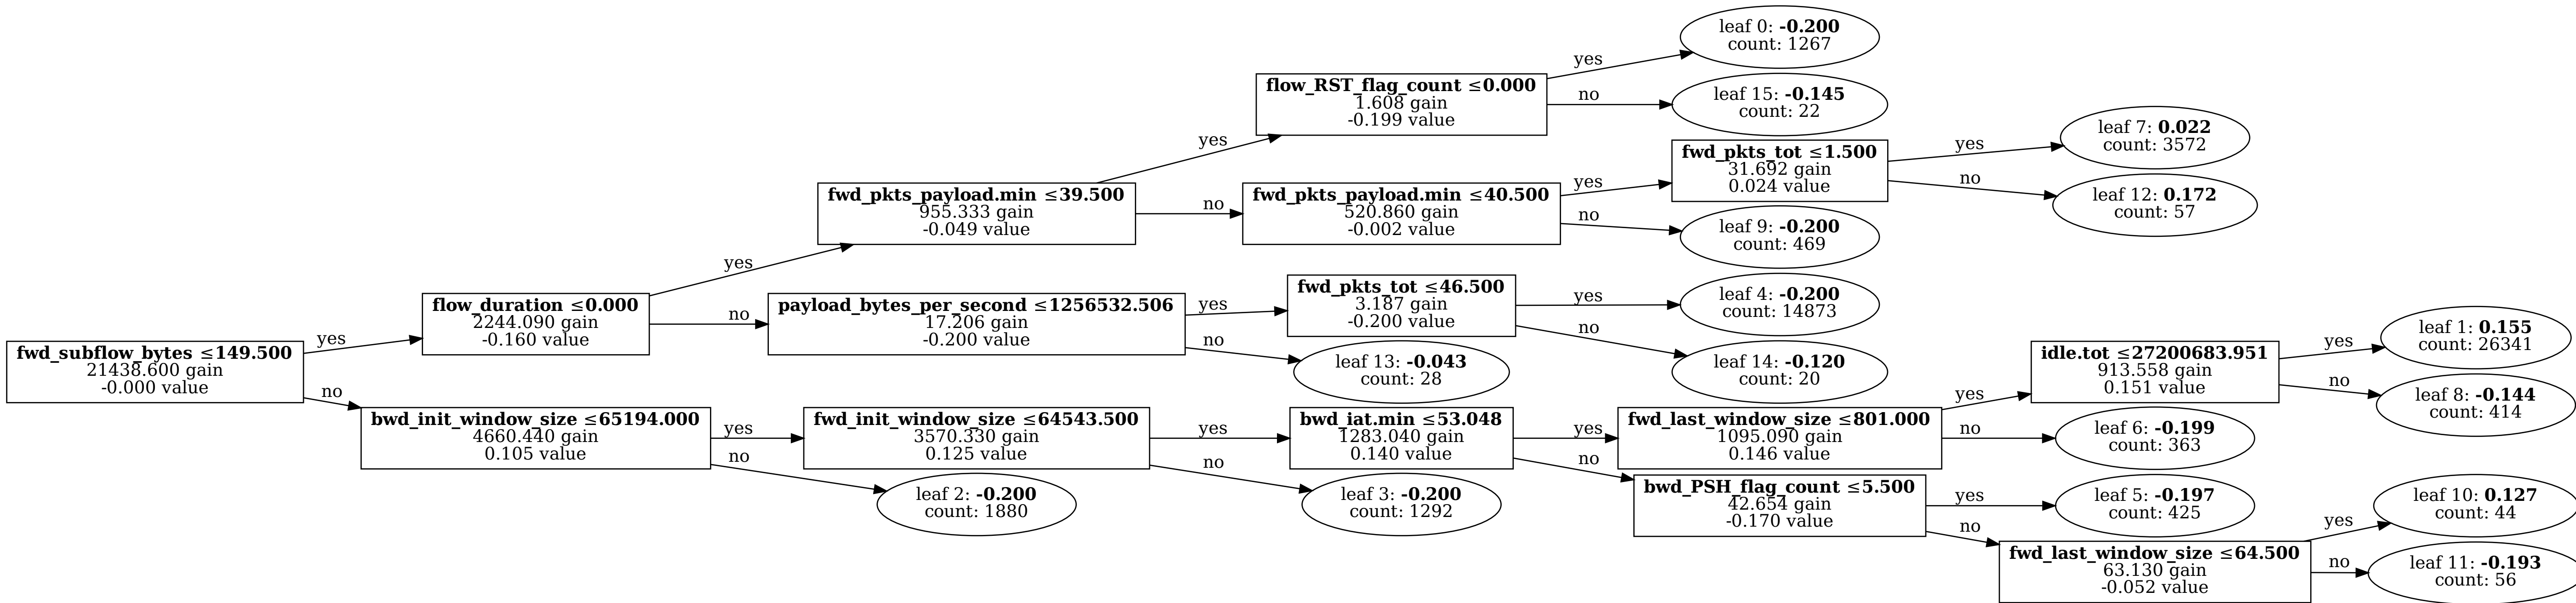 leaf 0: -0.200
count: 1267
yes
flow_RST_flag_count ≤0.000
1.608 gain
-0.199 value
no
leaf 15: -0.145
count: 22
leaf 7: 0.022
count: 3572
yes
yes
fwd_pkts_tot ≤1.500
31.692 gain
0.024 value
no
leaf 12: 0.172
count: 57
fwd_pkts_payload.min ≤39.500
955.333 gain
-0.049 value
no
fwd_pkts_payload.min ≤40.500
520.860 gain
-0.002 value
yes
no
leaf 9: -0.200
count: 469
yes
flow_duration ≤0.000
2244.090 gain
-0.160 value
no
payload_bytes_per_second ≤1256532.506
17.206 gain
-0.200 value
yes
fwd_pkts_tot ≤46.500
3.187 gain
-0.200 value
yes
leaf 4: -0.200
count: 14873
no
leaf 14: -0.120
count: 20
no
leaf 13: -0.043
count: 28
fwd_subflow_bytes ≤149.500
21438.600 gain
-0.000 value
yes
no
idle.tot ≤27200683.951
913.558 gain
0.151 value
yes
leaf 1: 0.155
count: 26341
no
leaf 8: -0.144
count: 414
bwd_init_window_size ≤65194.000
4660.440 gain
0.105 value
yes
fwd_init_window_size ≤64543.500
3570.330 gain
0.125 value
yes
bwd_iat.min ≤53.048
1283.040 gain
0.140 value
yes
fwd_last_window_size ≤801.000
1095.090 gain
0.146 value
yes
no
leaf 6: -0.199
count: 363
no
leaf 2: -0.200
count: 1880
no
leaf 3: -0.200
count: 1292
no
bwd_PSH_flag_count ≤5.500
42.654 gain
-0.170 value
yes
leaf 5: -0.197
count: 425
no
fwd_last_window_size ≤64.500
63.130 gain
-0.052 value
yes
leaf 10: 0.127
count: 44
no
leaf 11: -0.193
count: 56